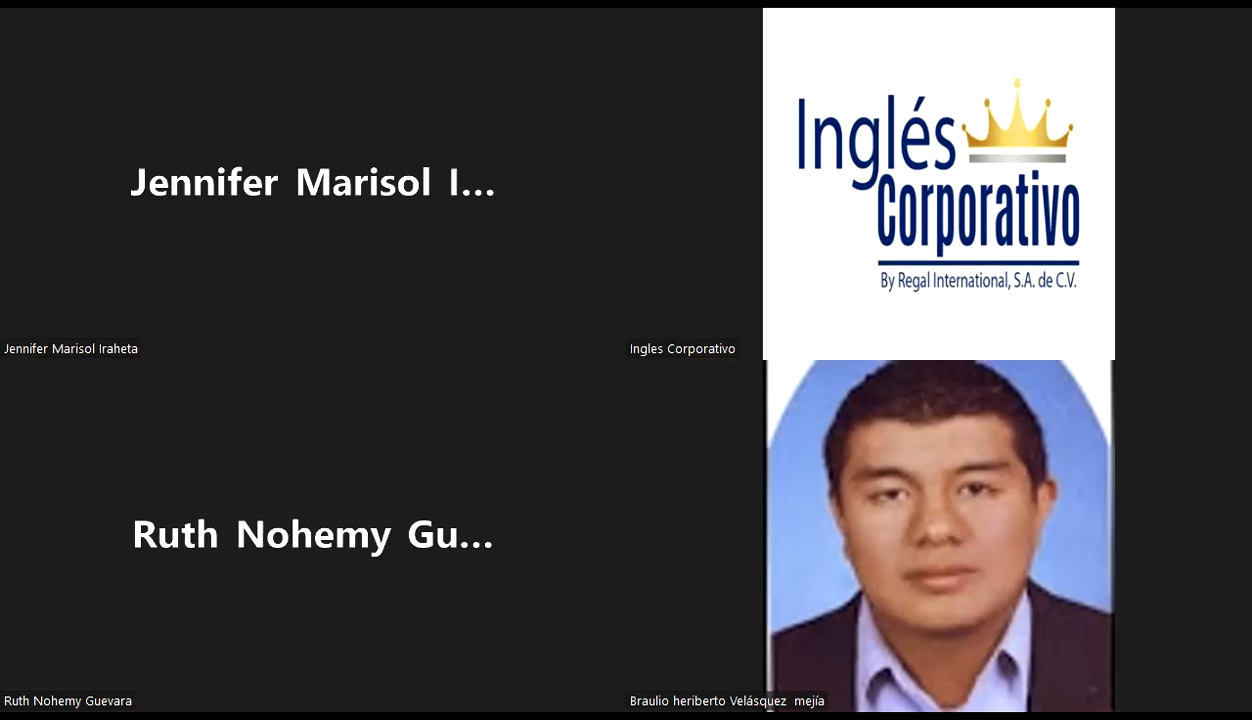 Jennifer Marisol I...
Jennifer Marisol Iraheta
Inglés
Corporativo
By Regal International, S.A. de C.V.
Ingles Corporativo
Ruth Nohemy Gu...
Ruth Nohemy Guevara
Braulio heriberto Velásquez mejía